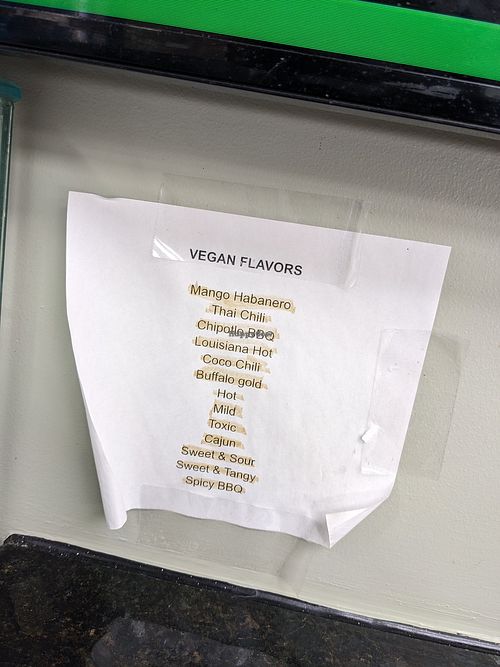 VEGAN FLAVORS
Mango Habanero
Thai Chili
Chipotle BBQ
Louisiana Hot
Coco Chili
Buffalo gold
Hot
Mild
Toxic
Cajun
Sweet & Sour
Sweet & Tangy
Spicy BBQ